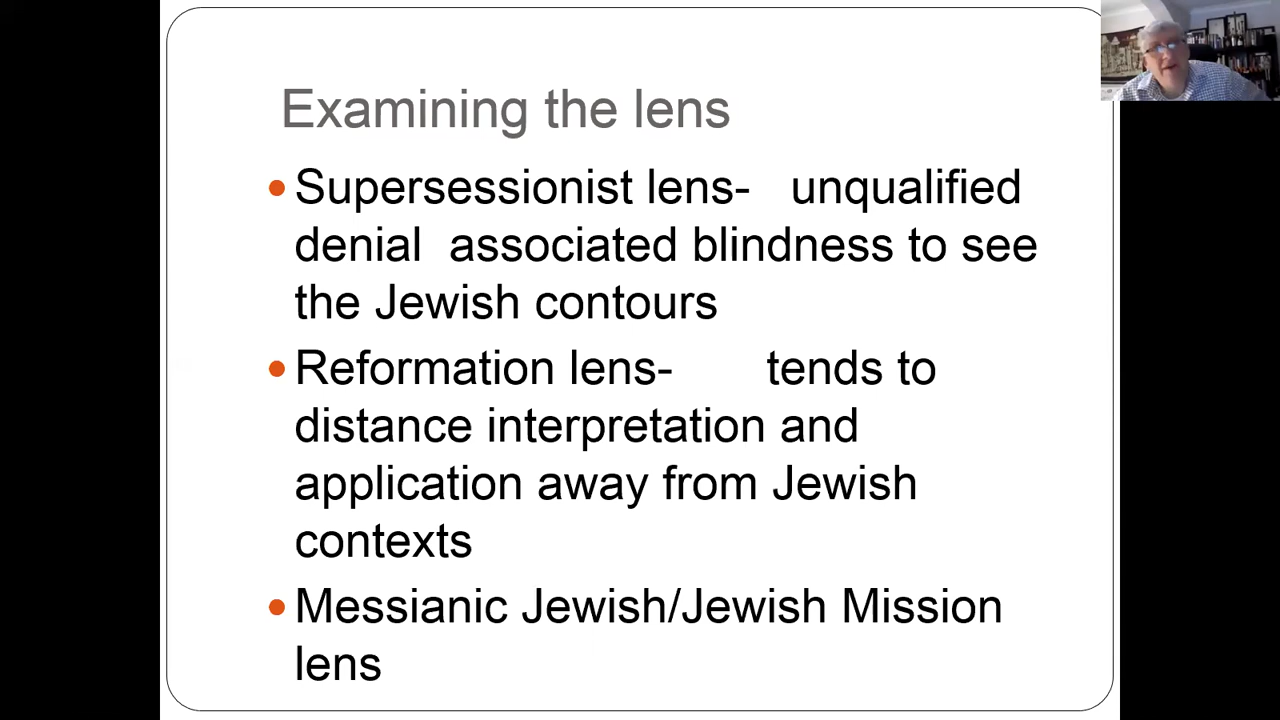 Examining the lens
Supersessionist lens- unqualified
denial associated blindness to see
the Jewish contours
Reformation lens- tends to
distance interpretation and
application away from Jewish
contexts
Messianic Jewish/Jewish Mission
lens